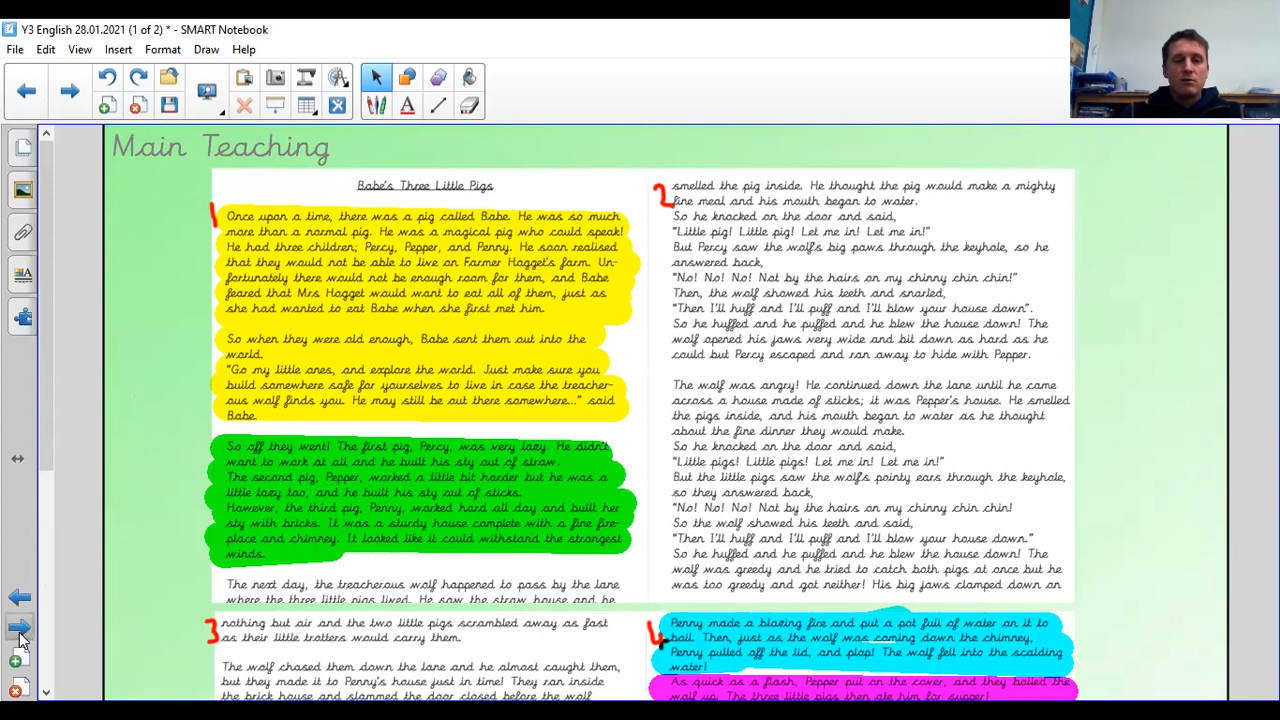 Y3 English 28.01.2021 (1 of 2) * - SMART Notebook
File Edit View Insert Format Draw Help
Main Teaching
Babe's Three Little Pigs
1
Once upon a time, there was a pig called Babe. He was so much
more than a normal pig. He was a magical pig who could speak!
He had three children; Percy, Pepper, and Penny. He soon realised
that they would not be able to live on Farmer Hogget's farm. Un-
fortunately there would not be enough room for them, and Babe
feared that Mrs Hogget would want to eat all of them, just as
she had wanted to eat Babe when she first met him.
So when they were old enough, Babe sent them out into the
world.
"Go my little ones, and explore the world. Just make sure you
build somewhere safe for yourselves to live in case the treacher-
ous wolf finds you. He may still be out there somewhere..." said
Babe.
So off they went! The first pig, Percy, was very lazy. He didn't
want to work at all and he built his sty out of straw.
The second pig, Pepper, worked a little bit harder but he was a
little lazy too, and he built his sty out of sticks.
However, the third pig, Penny, worked hard all day and built her
sty with bricks. It was a sturdy house complete with a fine fire-
place and chimney. It looked like it could withstand the strongest
winds.
The next day, the treacherous wolf happened to pass by the lane
where the three little pigs lived. He saw the straw house and he
2
smelled the pig inside. He thought the pig would make a mighty
fine meal and his mouth began to water.
So he knocked on the door and said,
"Little pig! Little pig! Let me in! Let me in!"
But Percy saw the wolf's big paws through the keyhole, so he
answered back,
"No! No! No! Not by the hairs on my chinny chin chin!"
Then, the wolf showed his teeth and snarled,
"Then I'll huff and I'll puff and I'll blow your house down".
So he huffed and he puffed and he blew the house down! The
wolf opened his jaws very wide and bit down as hard as he
could but Percy escaped and ran away to hide with Pepper.
The wolf was angry! He continued down the lane until he came
across a house made of sticks; it was Pepper's house. He smelled
the pigs inside, and his mouth began to water as he thought
about the fine dinner they would make.
So he knocked on the door and said,
"Little pigs! Little pigs! Let me in! Let me in!"
But the little pigs saw the wolf's pointy ears through the keyhole,
so they answered back,
"No! No! No! Not by the hairs on my chinny chin chin!
So the wolf showed his teeth and said,
"Then I'll huff and I'll puff and I'll blow your house down."
So he huffed and he puffed and he blew the house down! The
wolf was greedy and he tried to catch both pigs at once but he
was too greedy and got neither! His big jaws clamped down on
3
nothing but air and the two little pigs scrambled away as fast
as their little trotters would carry them.
The wolf chased them down the lane and he almost caught them,
but they made it to Penny's house just in time! They ran inside
the brick house and slammed the door closed before the wolf
4
Penny made a blazing fire and put a pot full of water on it to
boil. Then, just as the wolf was coming down the chimney,
Penny pulled off the lid, and plop! The wolf fell into the scalding
water!
As quick as a flash, Pepper put on the cover, and they boiled the
wolf up. The three little pigs then ate him for supper!